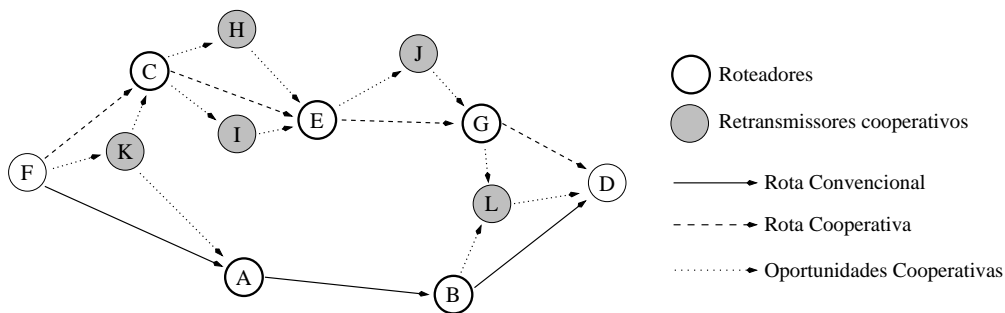 H
J
C
Roteadores
E
G
I
Retransmissores cooperativos
K
F
D
Rota Convencional
L
Rota Cooperativa
A
Oportunidades Cooperativas
B